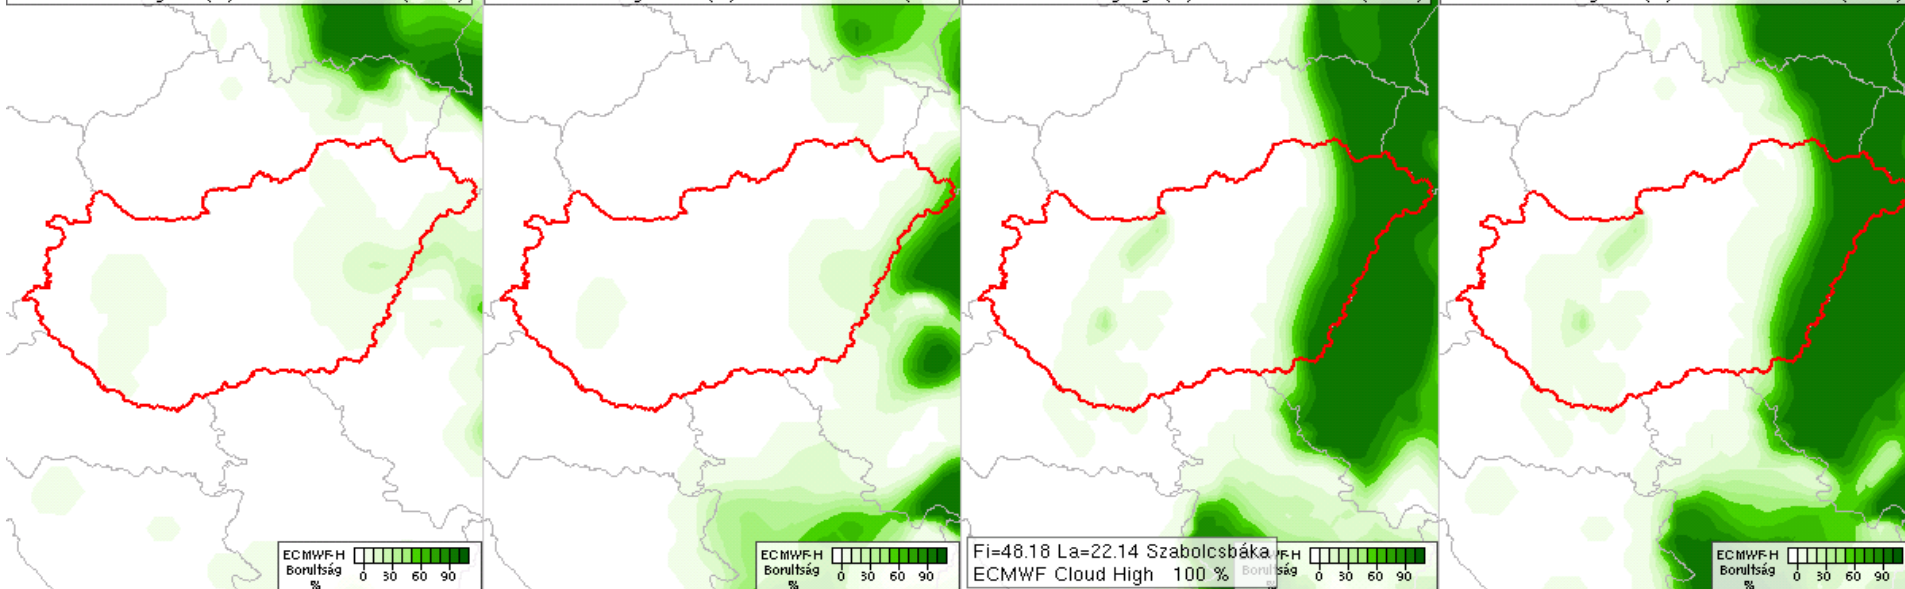 ECMWF-H
Borultság
%
0 30 60 90
ECMWF-H
Borultság
%
0 30 60 90
Fi=48.18 La=22.14 Szabolcsbáka
ECMWF Cloud High 100 %
0 30 60 90
ECMWF-H
Borultság
%
0 30 60 90